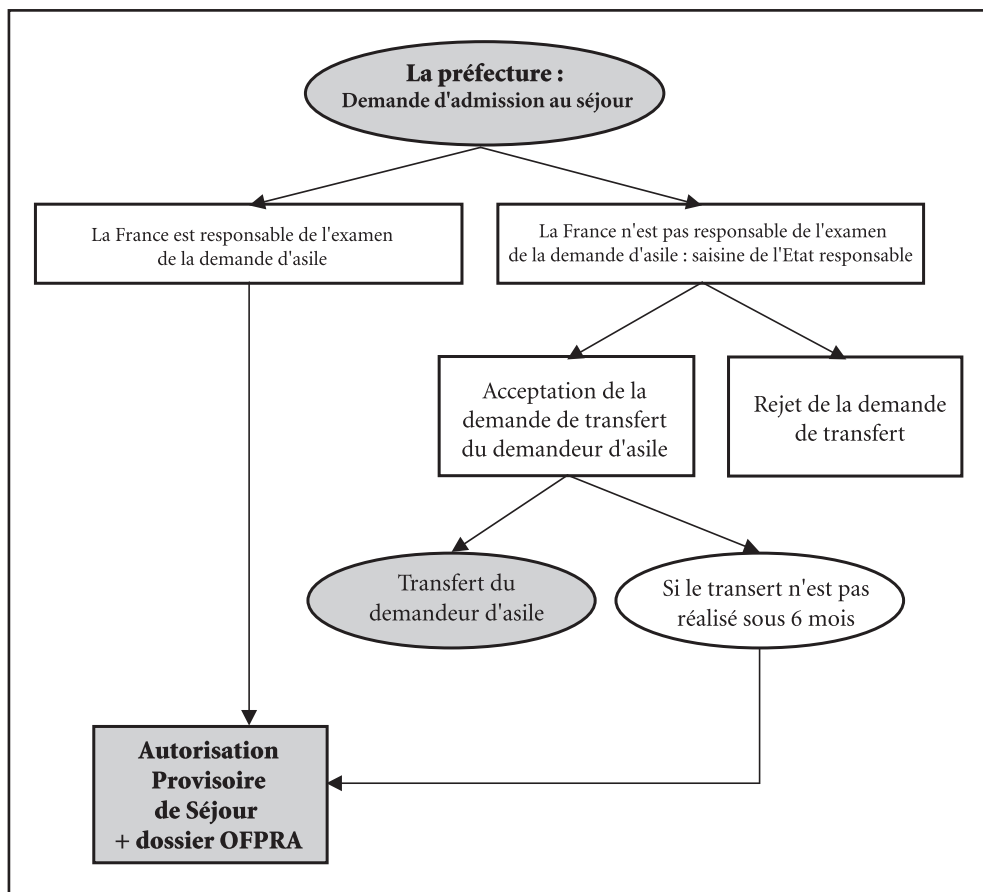 La préfecture :
Demande d'admission au séjour
La France est responsable de l'examen
de la demande d'asile
La France n'est pas responsable de l'examen
de la demande d'asile : saisine de l'Etat responsable
Acceptation de la
demande de transfert
du demandeur d'asile
Rejet de la demande
de transfert
Transfert du
demandeur d'asile
Si le transert n'est pas
réalisé sous 6 mois
Autorisation
Provisoire
de Séjour
+ dossier OFPRA